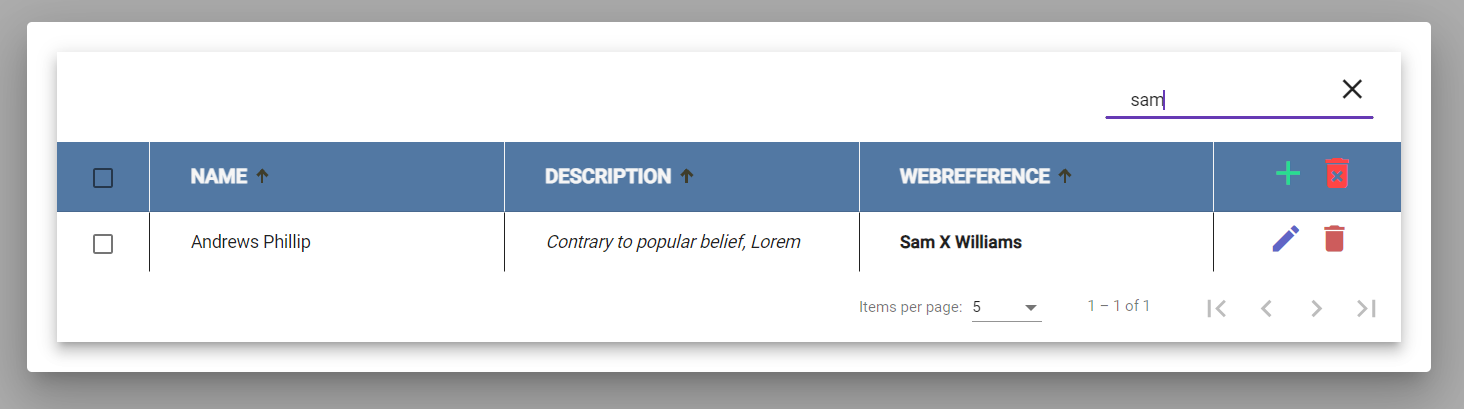 sam
NAME DESCRIPTION WEBREFERENCE
Andrews Phillip Contrary to popular belief, Lorem Sam X Williams
Items per page: 5 1 – 1 of 1